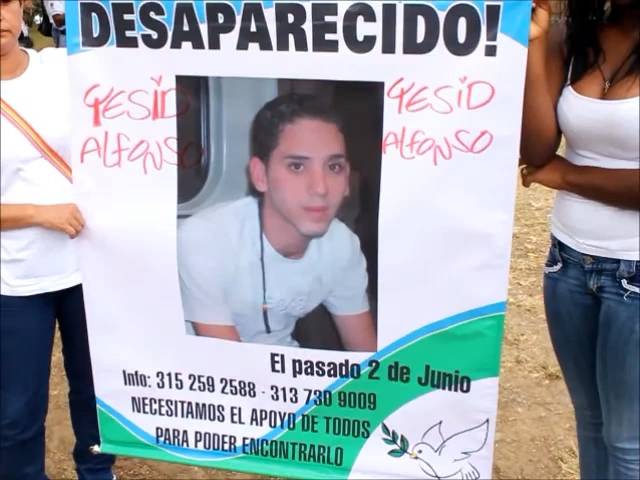 DESAPARECIDO!
YESID
ALFONSO
YESID
ALFONSO
El pasado 2 de Junio
Info: 315 259 2588 - 313 730 9009
NECESITAMOS EL APOYO DE TODOS
PARA PODER ENCONTRARLO